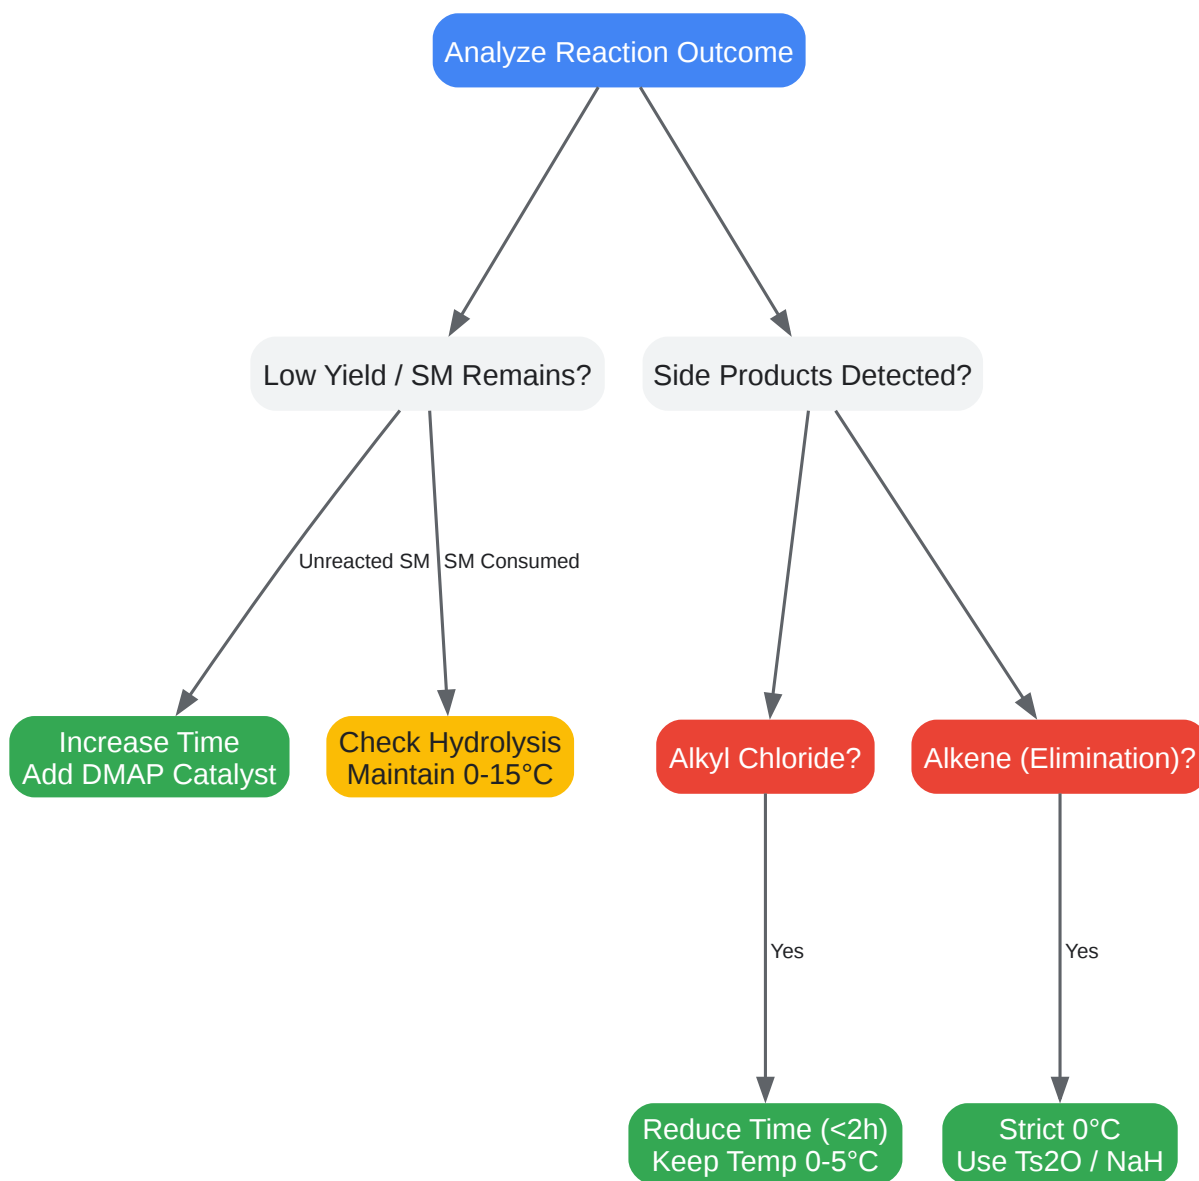 Analyze Reaction Outcome
Low Yield / SM Remains?
Side Products Detected?
Unreacted SM
SM Consumed
Increase Time
Add DMAP Catalyst
Check Hydrolysis
Maintain 0-15°C
Alkyl Chloride?
Alkene (Elimination)?
Yes
Yes
Reduce Time (<2h)
Keep Temp 0-5°C
Strict 0°C
Use Ts2O / NaH